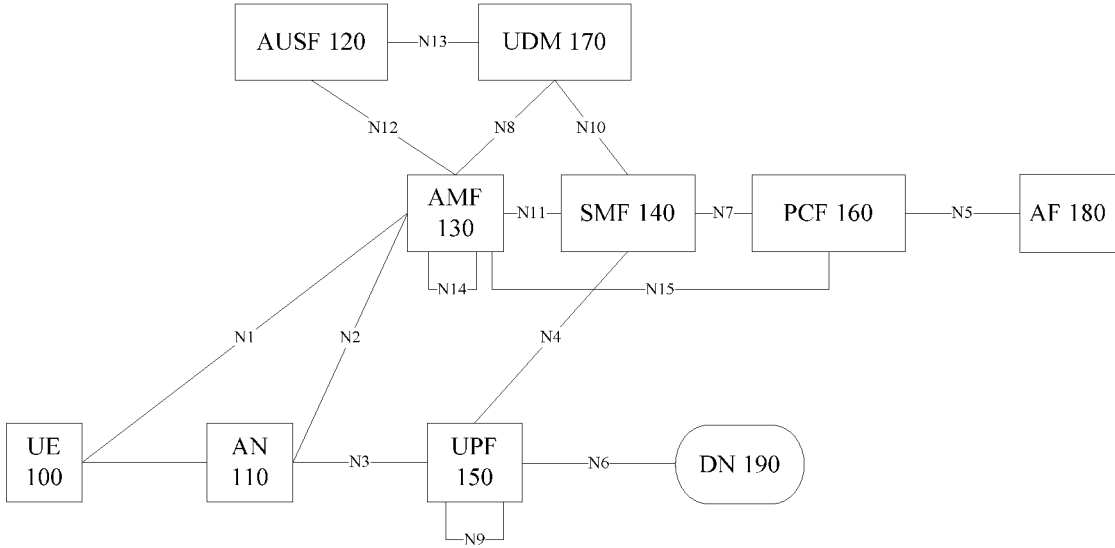 AUSF 120
N13
UDM 170
N12
N8
N10
AMF
130
N11
SMF 140
N7
PCF 160
N5
AF 180
N14
N15
N1
N2
N4
UE
100
AN
110
N3
UPF
150
N6
DN 190
N9